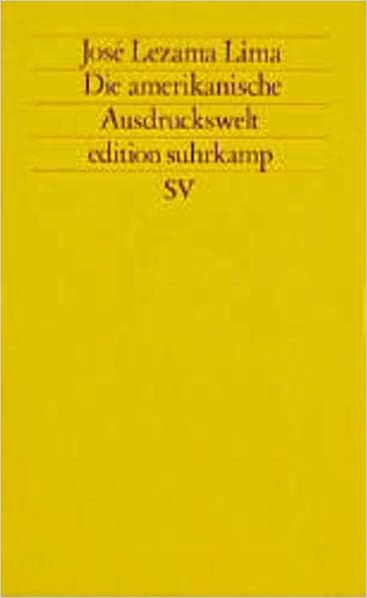 José Lezama Lima
Die amerikanische
Ausdruckswelt
edition suhrkamp
SV